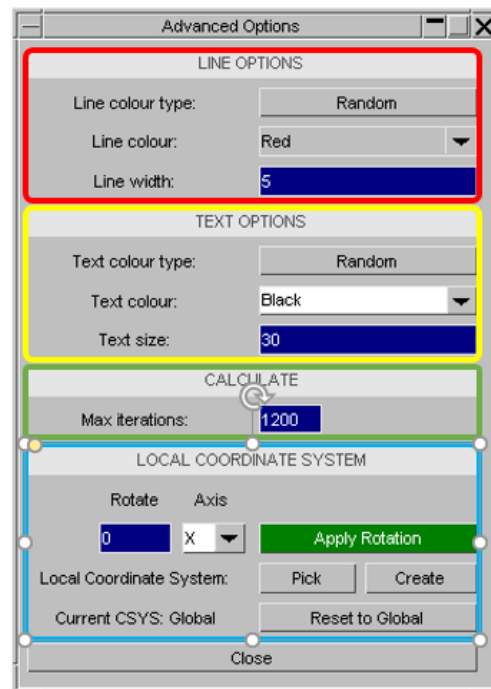 Advanced Options
LINE OPTIONS
Line colour type: Random
Line colour: Red
Line width: 5
TEXT OPTIONS
Text colour type: Random
Text colour: Black
Text size: 30
CALCULATE
Max iterations: 1200
LOCAL COORDINATE SYSTEM
Rotate Axis
0 X Apply Rotation
Local Coordinate System: Pick Create
Current CSYS: Global Reset to Global
Close